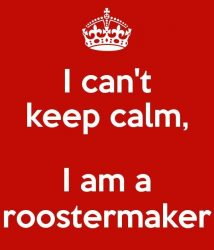 I can't
keep calm,
I am a
roostermaker